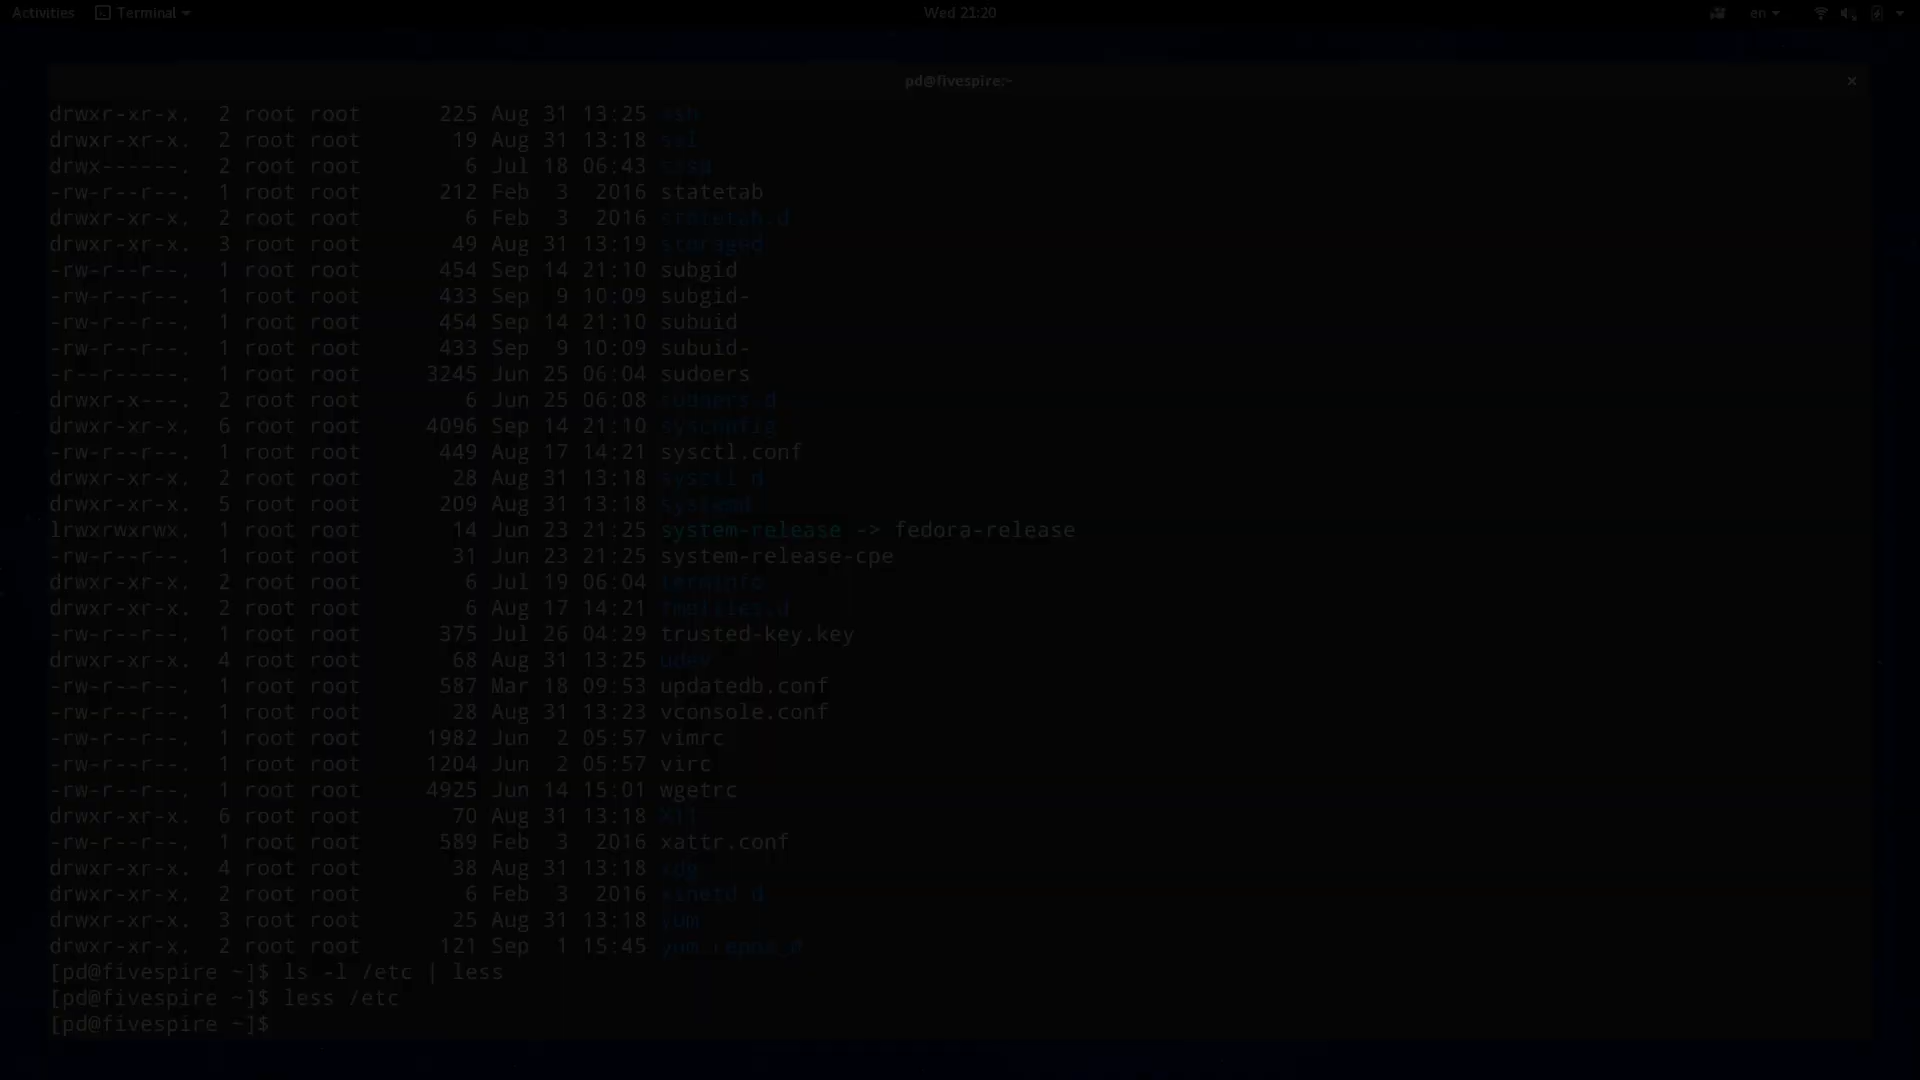 Activities Terminal Wed 21:20 en
pd@fivespire:~
drwxr-xr-x. 2 root root 225 Aug 31 13:25 ssh
drwxr-xr-x. 2 root root 19 Aug 31 13:18 ssl
drwx------. 2 root root 6 Jul 18 06:43 sssd
-rw-r--r--. 1 root root 212 Feb 3 2016 statetab
drwxr-xr-x. 2 root root 6 Feb 3 2016 statetab.d
drwxr-xr-x. 3 root root 49 Aug 31 13:19 storaged
-rw-r--r--. 1 root root 454 Sep 14 21:10 subgid
-rw-r--r--. 1 root root 433 Sep 9 10:09 subgid-
-rw-r--r--. 1 root root 454 Sep 14 21:10 subuid
-rw-r--r--. 1 root root 433 Sep 9 10:09 subuid-
-r--r-----. 1 root root 3245 Jun 25 06:04 sudoers
drwxr-x---. 2 root root 6 Jun 25 06:08 sudoers.d
drwxr-xr-x. 6 root root 4096 Sep 14 21:10 sysconfig
-rw-r--r--. 1 root root 449 Aug 17 14:21 sysctl.conf
drwxr-xr-x. 2 root root 28 Aug 31 13:18 sysctl.d
drwxr-xr-x. 5 root root 209 Aug 31 13:18 systemd
lrwxrwxrwx. 1 root root 14 Jun 23 21:25 system-release -> fedora-release
-rw-r--r--. 1 root root 31 Jun 23 21:25 system-release-cpe
drwxr-xr-x. 2 root root 6 Jul 19 06:04 terminfo
drwxr-xr-x. 2 root root 6 Aug 17 14:21 tmpfiles.d
-rw-r--r--. 1 root root 375 Jul 26 04:29 trusted-key.key
drwxr-xr-x. 4 root root 68 Aug 31 13:25 udev
-rw-r--r--. 1 root root 587 Mar 18 09:53 updatedb.conf
-rw-r--r--. 1 root root 28 Aug 31 13:23 vconsole.conf
-rw-r--r--. 1 root root 1982 Jun 2 05:57 vimrc
-rw-r--r--. 1 root root 1204 Jun 2 05:57 virc
-rw-r--r--. 1 root root 4925 Jun 14 15:01 wgetrc
drwxr-xr-x. 6 root root 70 Aug 31 13:18 X11
-rw-r--r--. 1 root root 589 Feb 3 2016 xattr.conf
drwxr-xr-x. 4 root root 38 Aug 31 13:18 xdg
drwxr-xr-x. 2 root root 6 Feb 3 2016 xinetd.d
drwxr-xr-x. 3 root root 25 Aug 31 13:18 yum
drwxr-xr-x. 2 root root 121 Sep 1 15:45 yum.repos.d
[pd@fivespire ~]$ ls -l /etc | less
[pd@fivespire ~]$ less /etc
[pd@fivespire ~]$